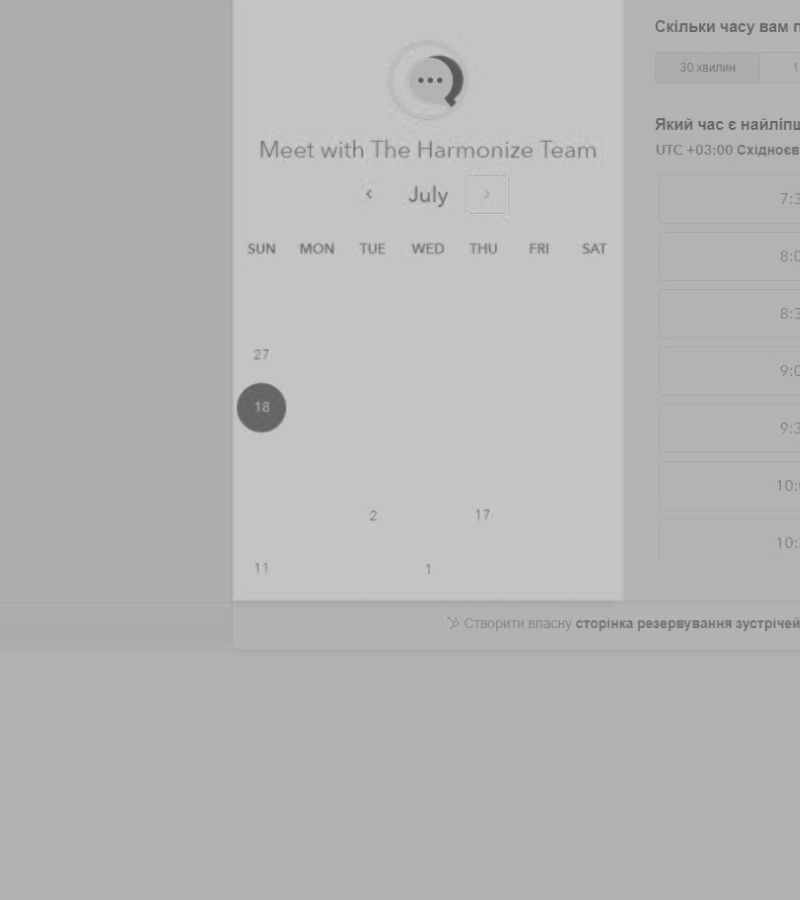 Meet with The Harmonize Team
July
SUN MON TUE WED THU FRI SAT
27
18
2 17
11 1
Скільки часу вам
30 хвилин 1
Який час є
UTC +03:00
7:3
8:0
8:3
9:0
9:3
10:
10:
Створити власну сторінка резервування зустрічей